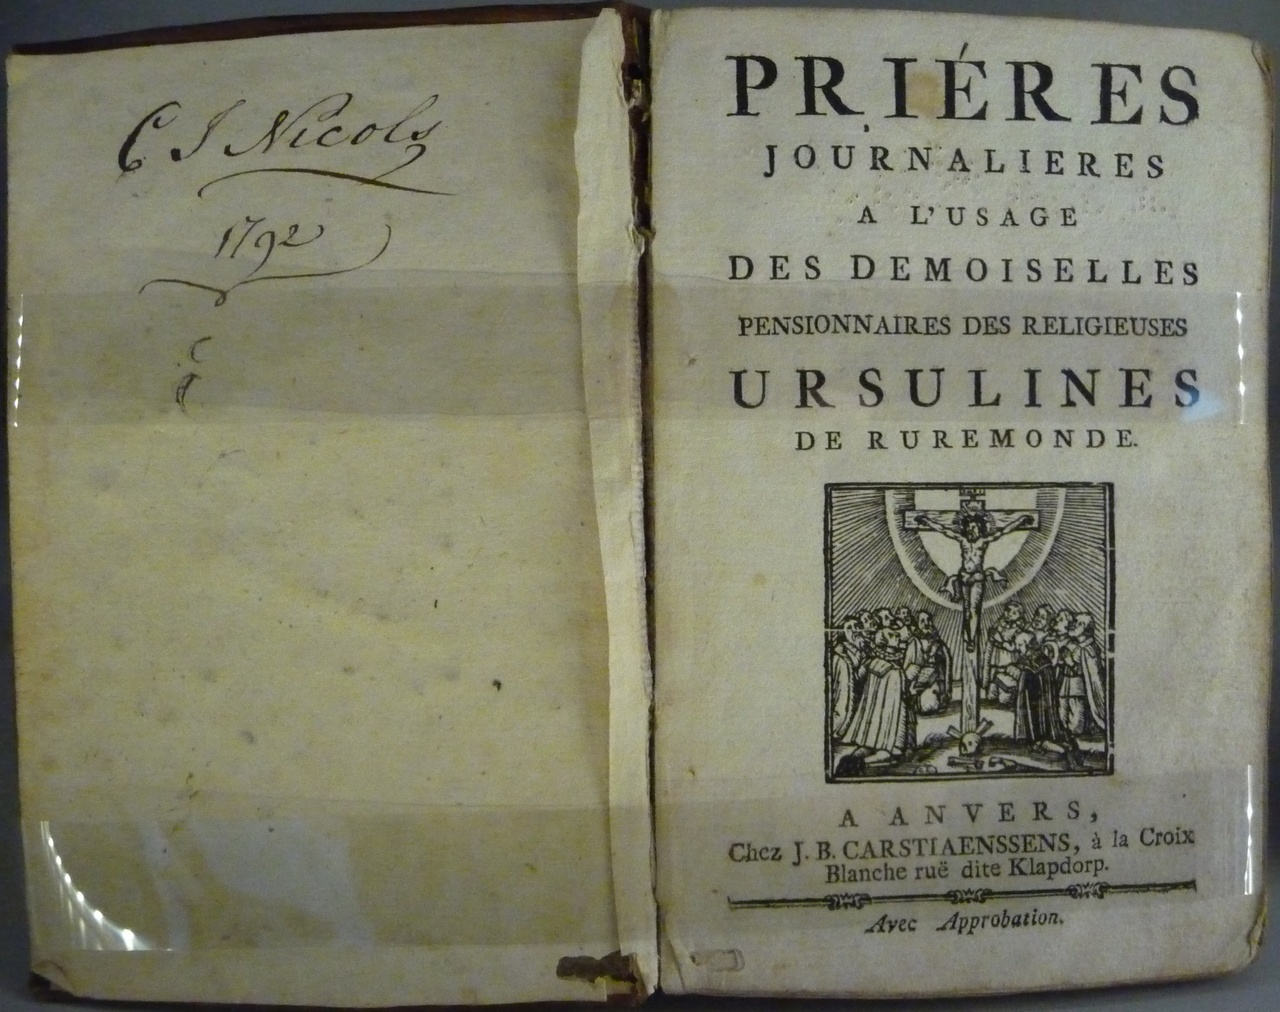 C J Nicols
1792
PRIÉRES
JOURNALIERES
A L'USAGE
DES DEMOISELLES
PENSIONNAIRES DES RELIGIEUSES
URSULINES
DE RUREMONDE.
A ANVERS,
Chez J. B. CARSTIAENSSENS, à la Croix
Blanche ruë dite Klapdorp.
Avec Approbation.